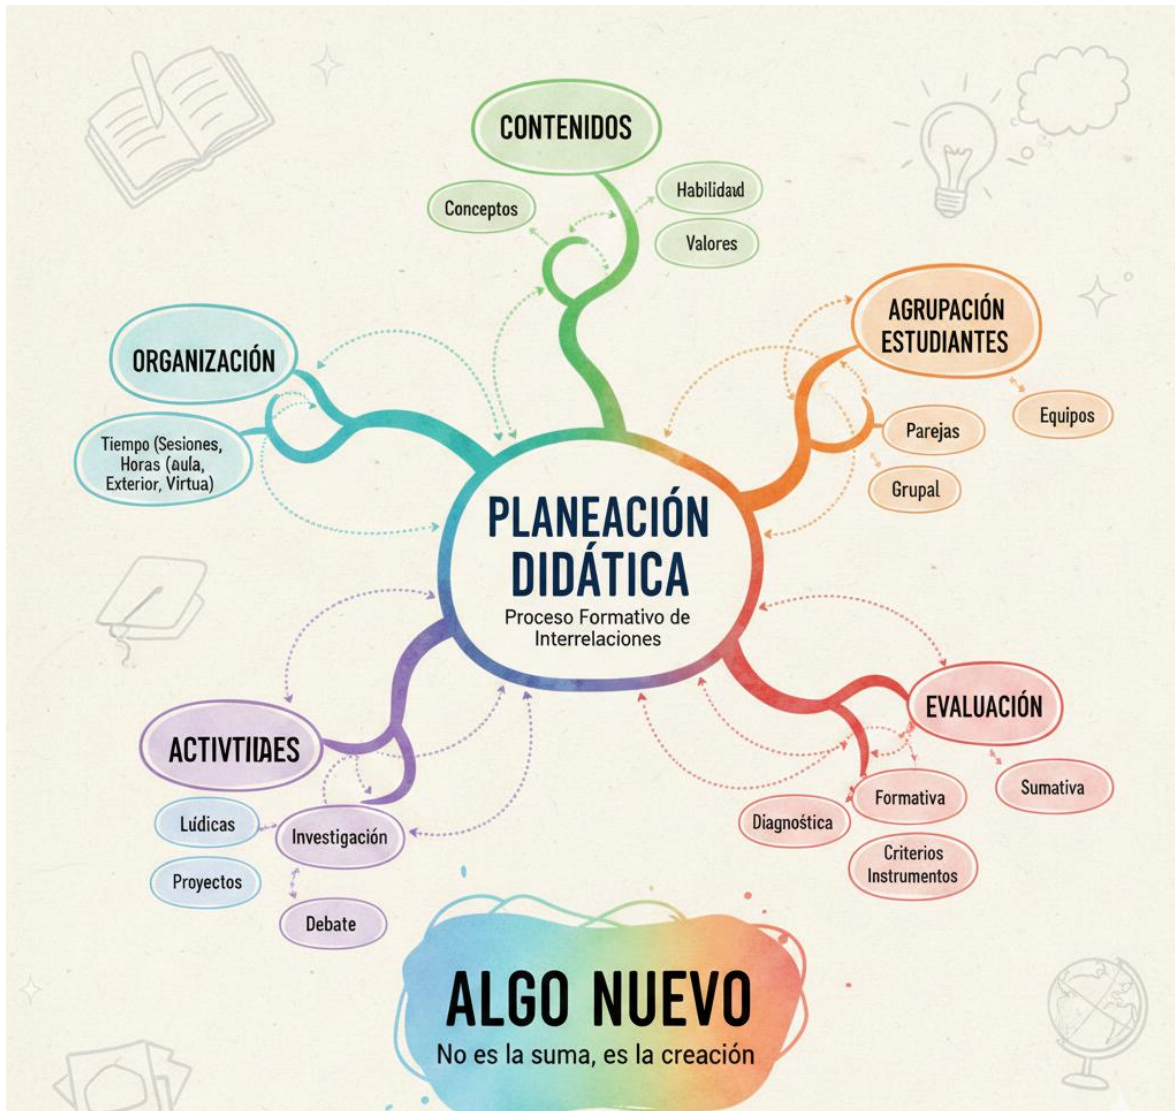 CONTENIDOS
Conceptos
Habilidad
Valores
AGRUPACIÓN
ESTUDIANTES
Equipos
Parejas
Grupal
ORGANIZACIÓN
Tiempo (Sesiones,
Horas (aula,
Exterior, Virtua)
PLANEACIÓN
DIDÁTICA
Proceso Formativo de
Interrelaciones
EVALUACIÓN
Sumativa
Formativa
Diagnóstica
Criterios
Instrumentos
ACTIVTIDAES
Lúdicas
Investigación
Proyectos
Debate
ALGO NUEVO
No es la suma, es la creación